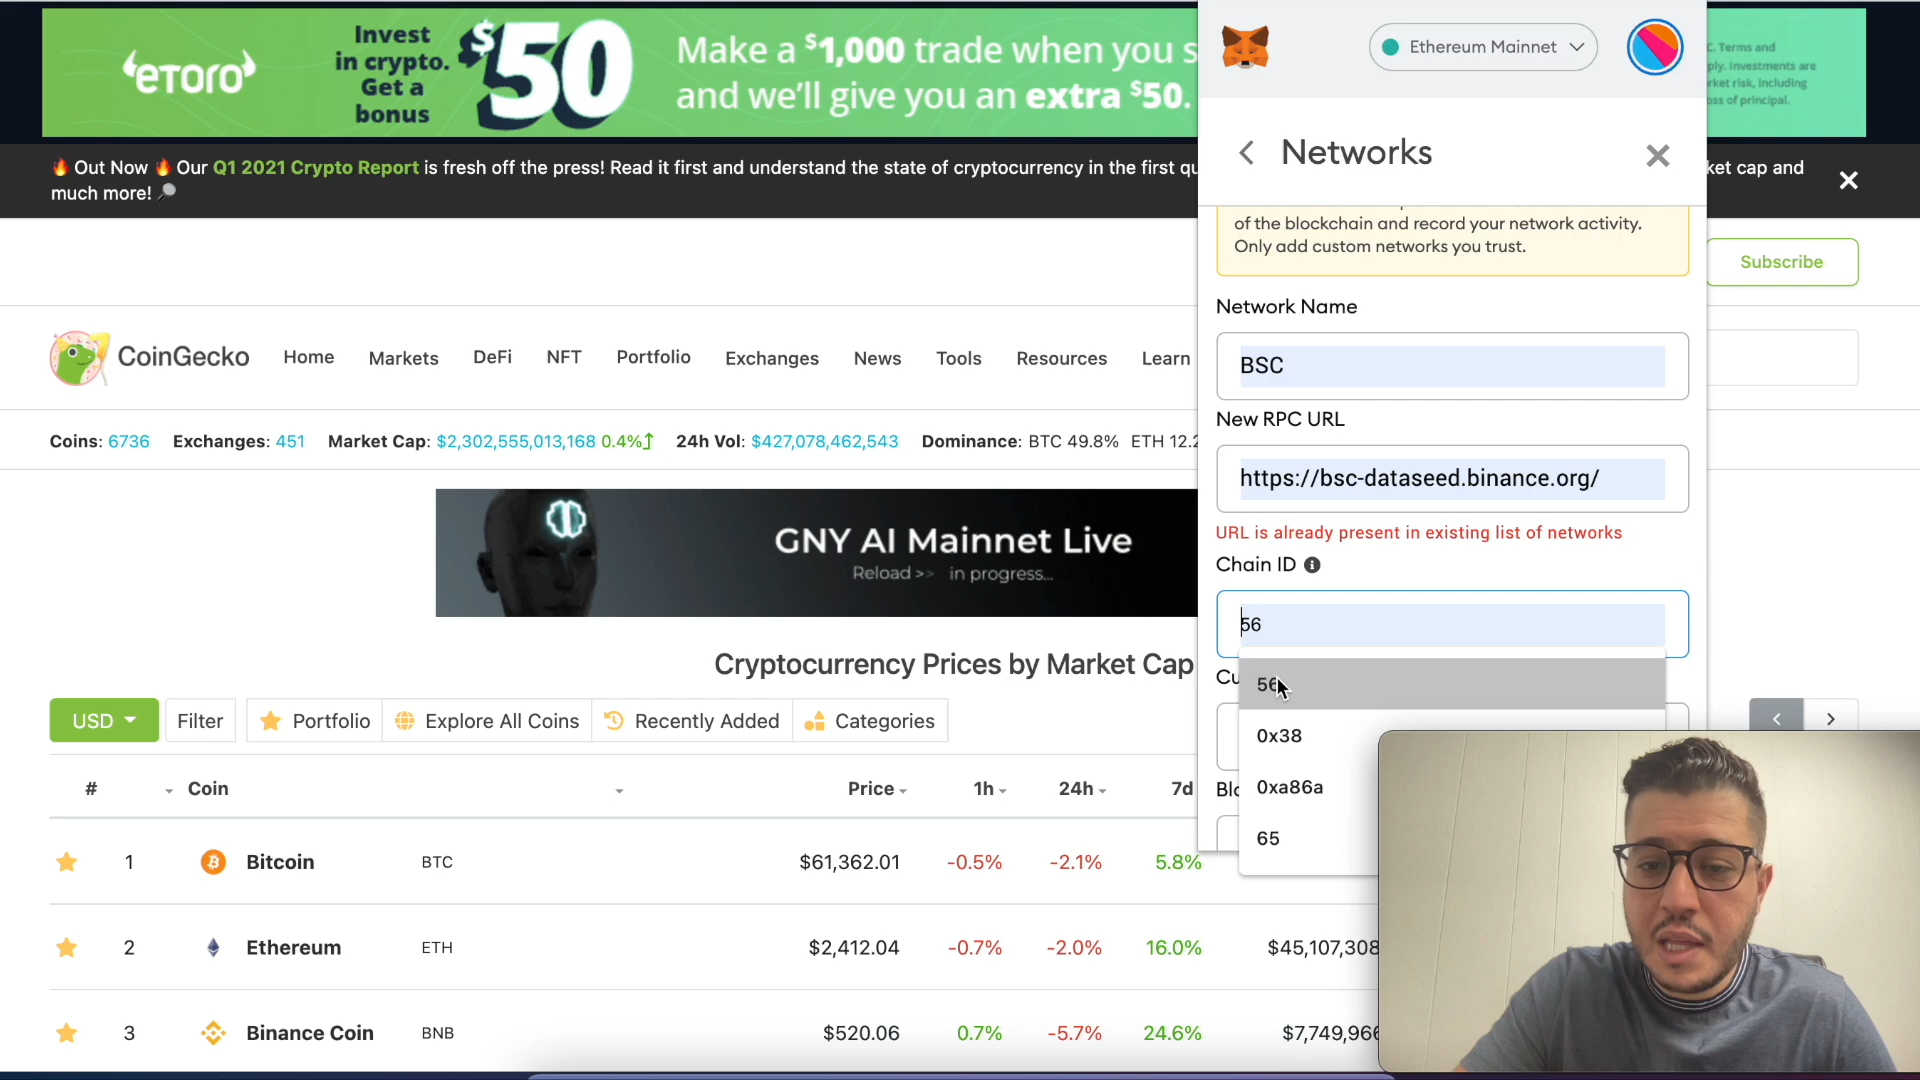 eTORO
Invest
in crypto.
Get a
bonus
$50
Make a $1,000 trade when you s
and we'll give you an extra $50.
C. Terms and
ply. Investments are
rket risk, including
oss of principal.
🔥 Out Now 🔥 Our Q1 2021 Crypto Report is fresh off the press! Read it first and understand the state of cryptocurrency in the first qu
ket cap and
much more! 🔎
Subscribe
CoinGecko
Home
Markets
DeFi
NFT
Portfolio
Exchanges
News
Tools
Resources
Learn
Coins: 6736
Exchanges: 451
Market Cap: $2,302,555,013,168 0.4%
24h Vol: $427,078,462,543
Dominance: BTC 49.8% ETH 12.2
GNY AI Mainnet Live
Reload >> in progress...
Cryptocurrency Prices by Market Cap
USD
Filter
Portfolio
Explore All Coins
Recently Added
Categories
# Coin Price 1h 24h 7d
1 Bitcoin BTC $61,362.01 -0.5% -2.1% 5.8%
2 Ethereum ETH $2,412.04 -0.7% -2.0% 16.0% $45,107,308
3 Binance Coin BNB $520.06 0.7% -5.7% 24.6% $7,749,966
Ethereum Mainnet
Networks
of the blockchain and record your network activity.
Only add custom networks you trust.
Network Name
BSC
New RPC URL
https://bsc-dataseed.binance.org/
URL is already present in existing list of networks
Chain ID
56
Cu
56
0x38
Blo
0xa86a
65